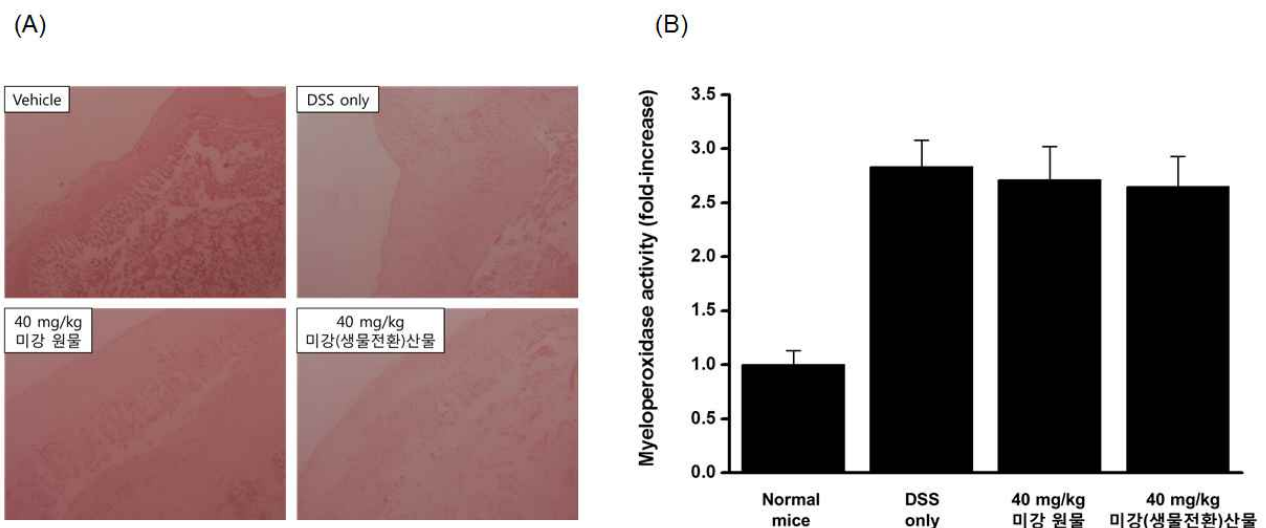 (A)
Vehicle
DSS only
40 mg/kg
미강 원물
40 mg/kg
미강(생물전환)산물
(B)
Myeloperoxidase activity (fold-increase)
3.5
3.0
2.5
2.0
1.5
1.0
0.5
0.0
Normal
mice
DSS
only
40 mg/kg
미강 원물
40 mg/kg
미강(생물전환)산물